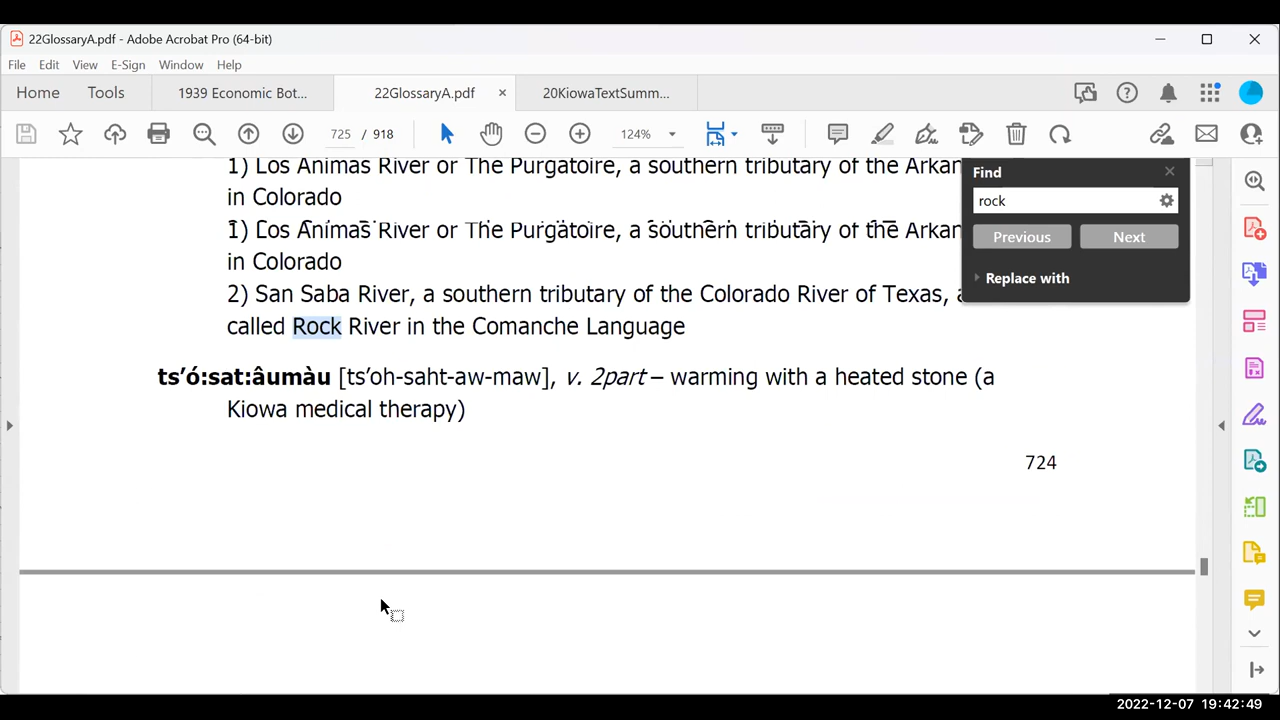 22GlossaryA.pdf - Adobe Acrobat Pro (64-bit)
File Edit View E-Sign Window Help
Home Tools 1939 Economic Bot... 22GlossaryA.pdf × 20KiowaTextSumm...
725 / 918 124%
1) Los Animas River or The Purgatoire, a southern tributary of the Arkan
in Colorado
1) Los Animas River or The Purgatoire, a southern tributary of the Arkan
in Colorado
2) San Saba River, a southern tributary of the Colorado River of Texas, a
called Rock River in the Comanche Language
ts’ó:sat:âumàu [ts’oh-saht-aw-maw], v. 2part – warming with a heated stone (a
Kiowa medical therapy)
724
Find
rock
Previous Next
Replace with
2022-12-07 19:42:49